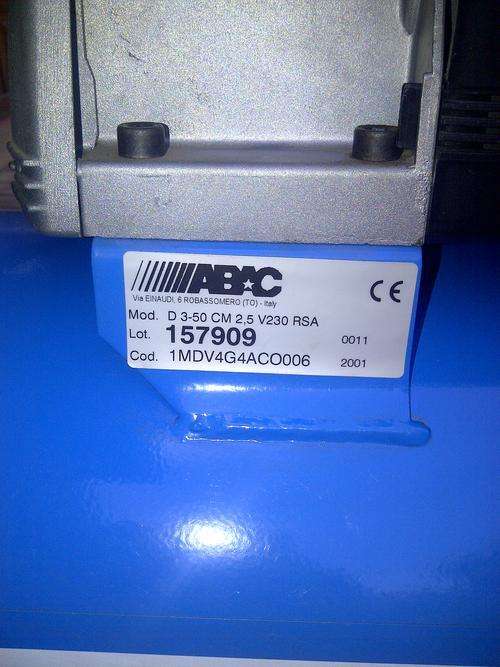 ABAC
CE
Via EINAUDI, 6 ROBASSOMERO (TO) - Italy
Mod. D 3-50 CM 2,5 V230 RSA
Lot. 157909 0011
Cod. 1MDV4G4ACO006 2001